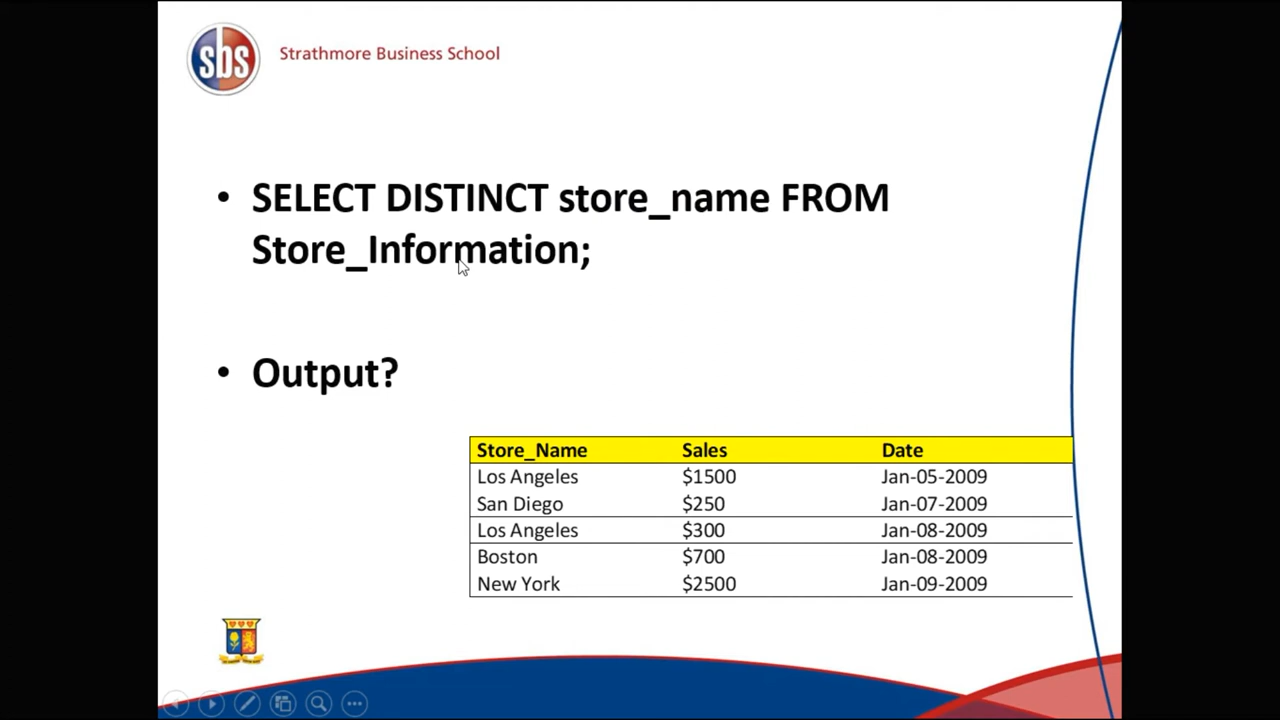 sbs
Strathmore Business School
• SELECT DISTINCT store_name FROM
Store_Information;
• Output?
Store_Name Sales Date
Los Angeles $1500 Jan-05-2009
San Diego $250 Jan-07-2009
Los Angeles $300 Jan-08-2009
Boston $700 Jan-08-2009
New York $2500 Jan-09-2009